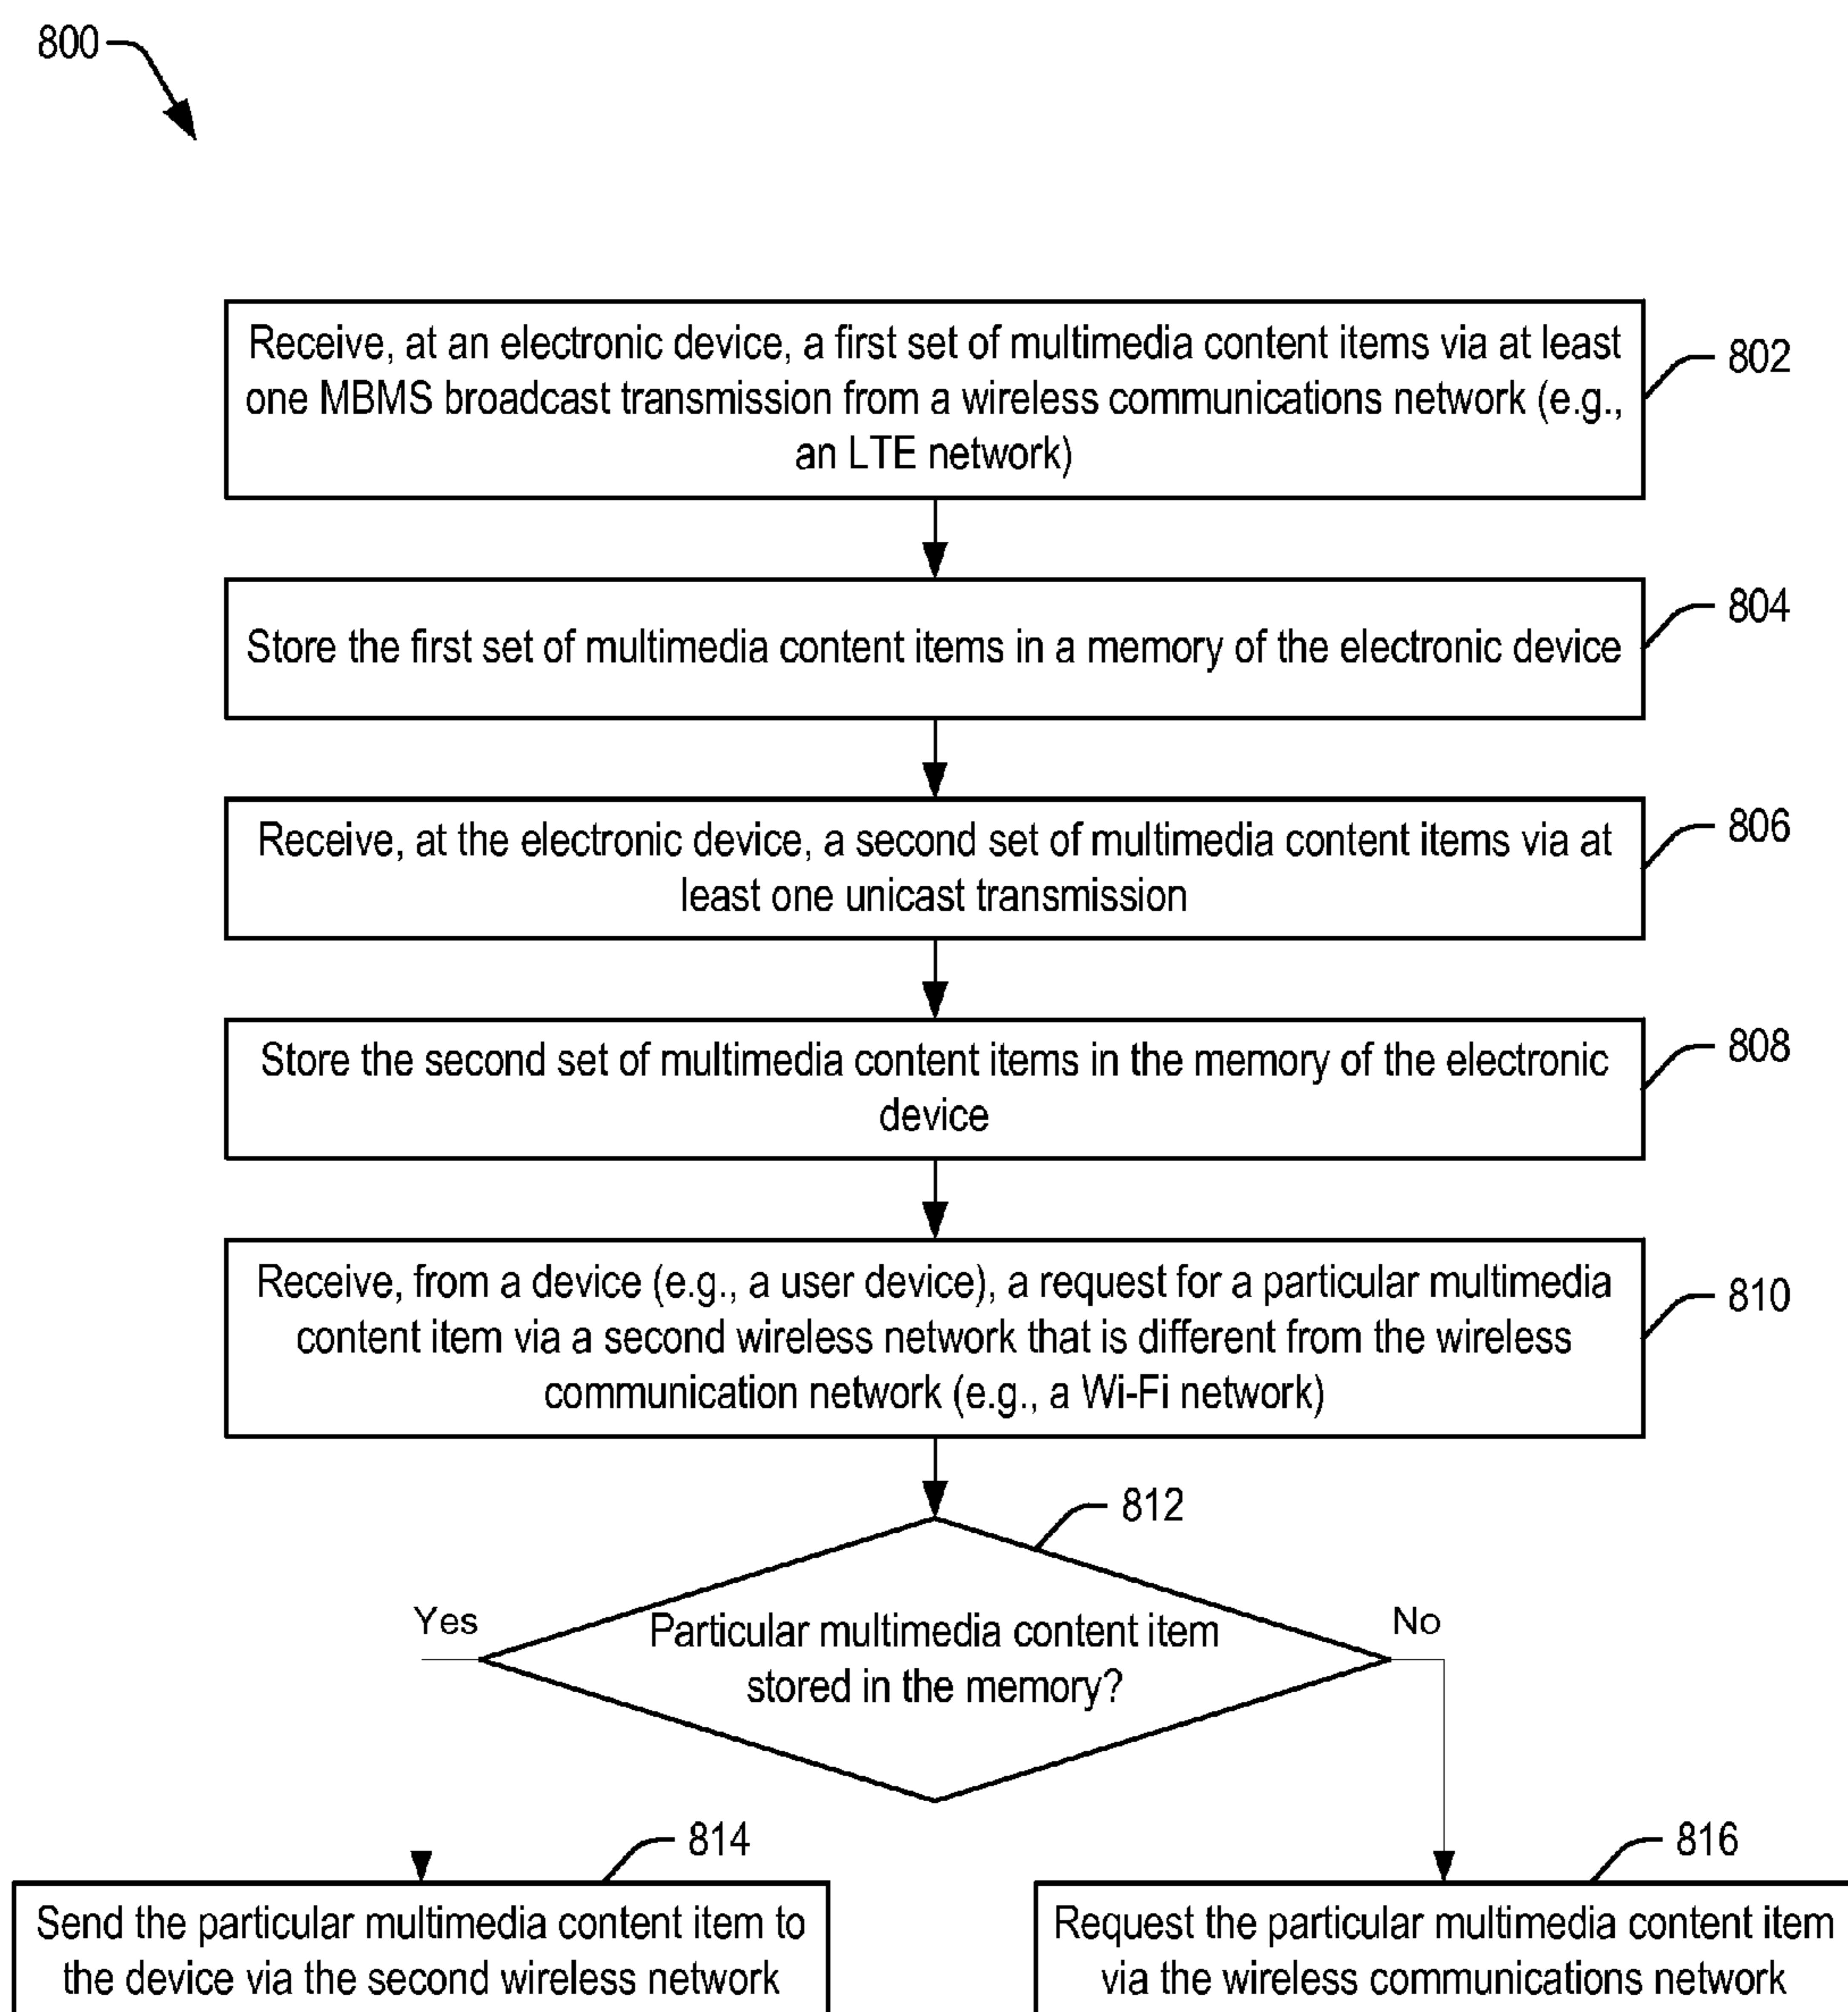 800
Receive, at an electronic device, a first set of multimedia content items via at least
one MBMS broadcast transmission from a wireless communications network (e.g.,
an LTE network)
802
Store the first set of multimedia content items in a memory of the electronic device
804
Receive, at the electronic device, a second set of multimedia content items via at
least one unicast transmission
806
Store the second set of multimedia content items in the memory of the electronic
device
808
Receive, from a device (e.g., a user device), a request for a particular multimedia
content item via a second wireless network that is different from the wireless
communication network (e.g., a Wi-Fi network)
810
812
Yes
Particular multimedia content item
stored in the memory?
No
814
Send the particular multimedia content item to
the device via the second wireless network
816
Request the particular multimedia content item
via the wireless communications network